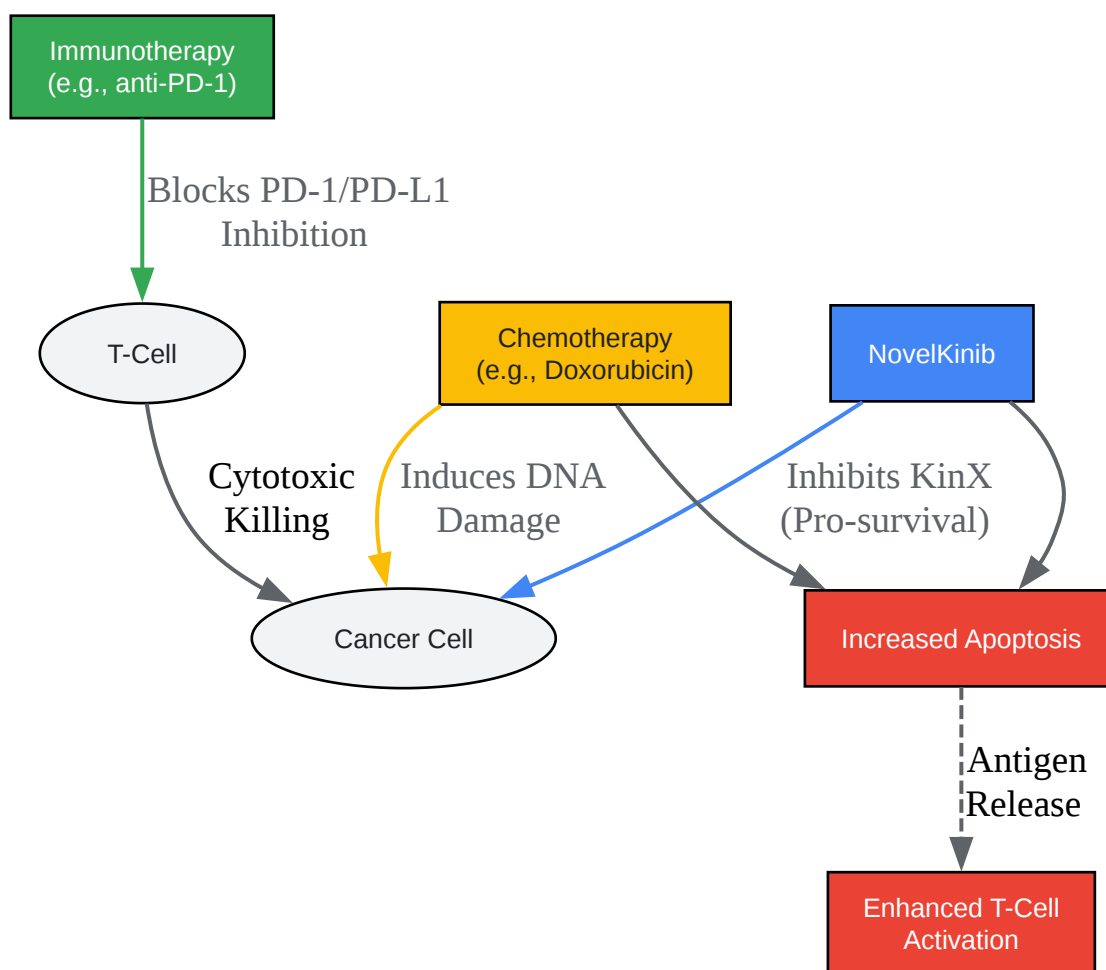 Immunotherapy
(e.g., anti-PD-1)
Blocks PD-1/PD-L1
Inhibition
T-Cell
Chemotherapy
(e.g., Doxorubicin)
NovelKinib
Cytotoxic
Killing
Induces DNA
Damage
Inhibits KinX
(Pro-survival)
Cancer Cell
Increased Apoptosis
Antigen
Release
Enhanced T-Cell
Activation